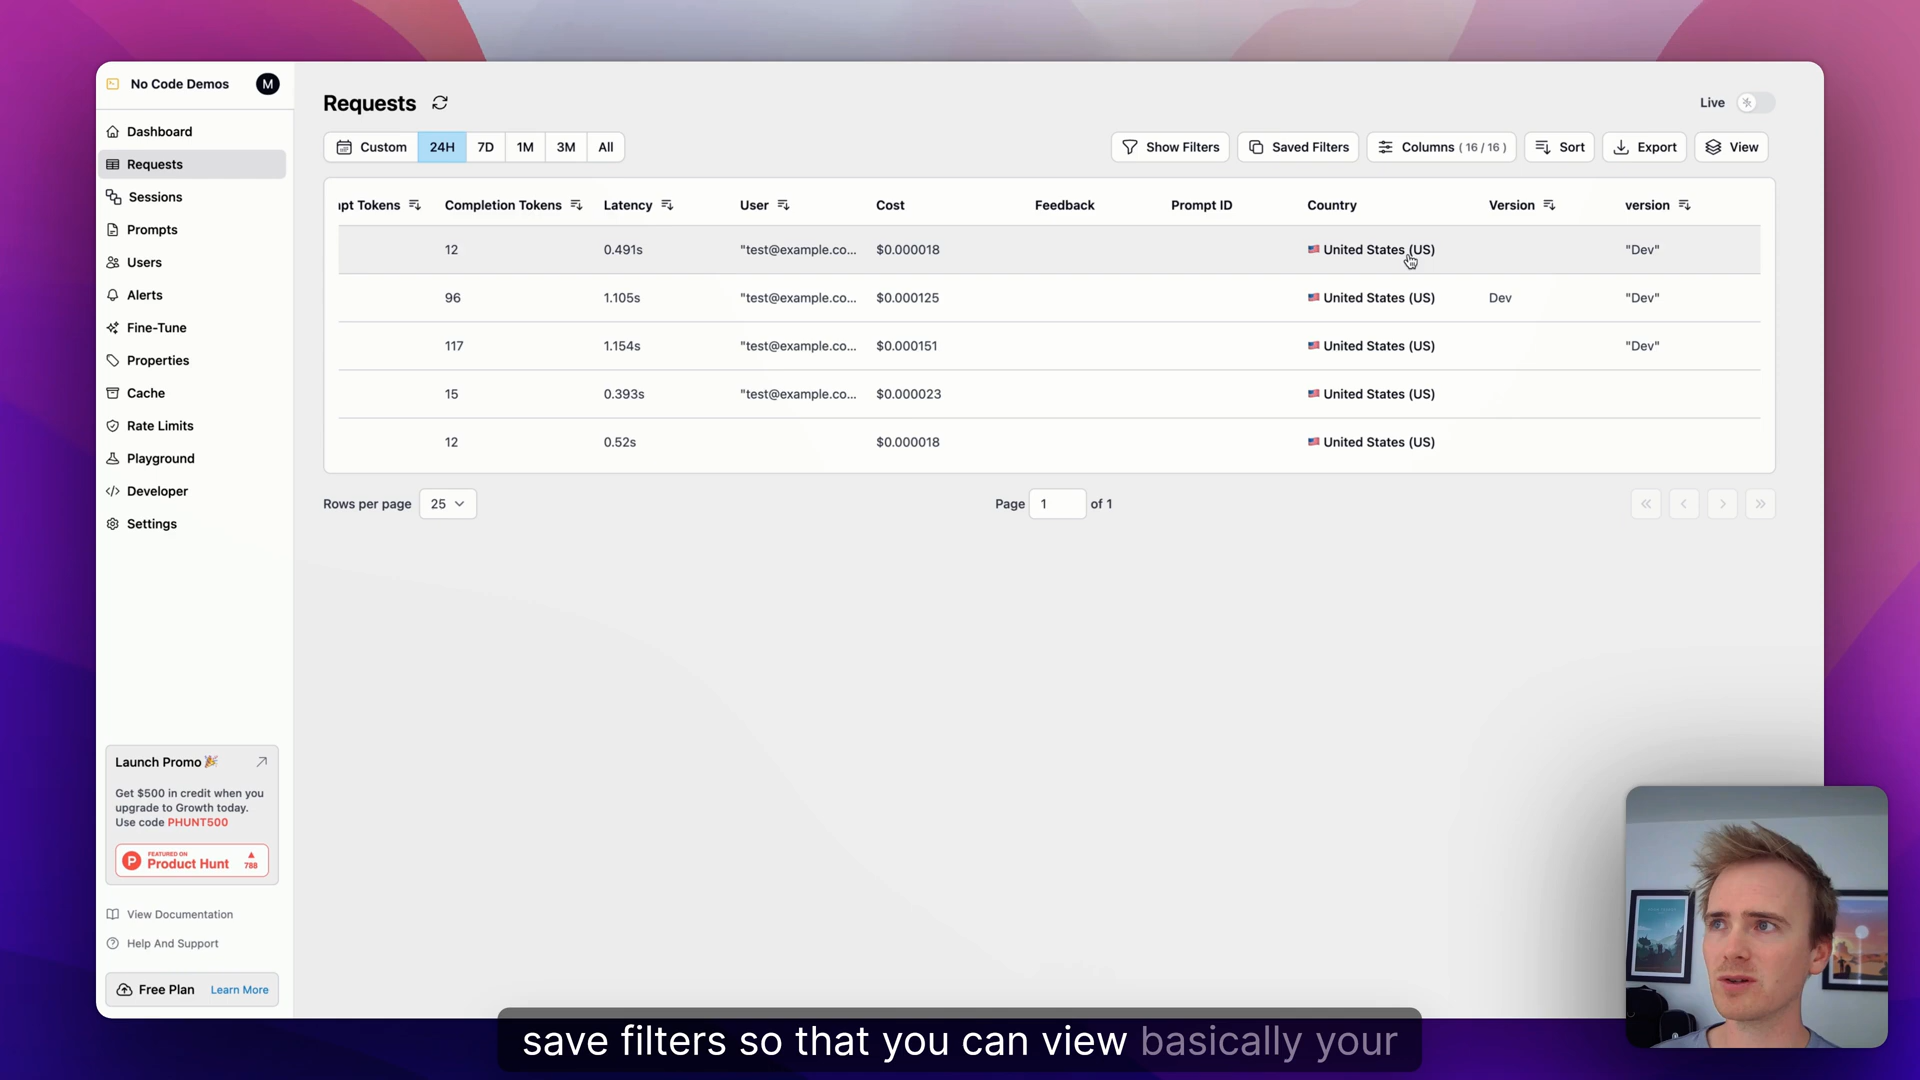 No Code Demos
M
Dashboard
Requests
Sessions
Prompts
Users
Alerts
Fine-Tune
Properties
Cache
Rate Limits
Playground
Developer
Settings
Launch Promo 🎉
Get $500 in credit when you
upgrade to Growth today.
Use code PHUNT500
P
FEATURED ON
Product Hunt
788
View Documentation
Help And Support
Free Plan Learn More
Requests
Live
Custom 24H 7D 1M 3M All
Show Filters Saved Filters Columns ( 16 / 16 ) Sort Export View
pt Tokens Completion Tokens Latency User Cost Feedback Prompt ID Country Version version
12 0.491s "test@example.co... $0.000018 United States (US) "Dev"
96 1.105s "test@example.co... $0.000125 United States (US) Dev "Dev"
117 1.154s "test@example.co... $0.000151 United States (US) "Dev"
15 0.393s "test@example.co... $0.000023 United States (US)
12 0.52s $0.000018 United States (US)
Rows per page 25
Page 1 of 1
save filters so that you can view basically your